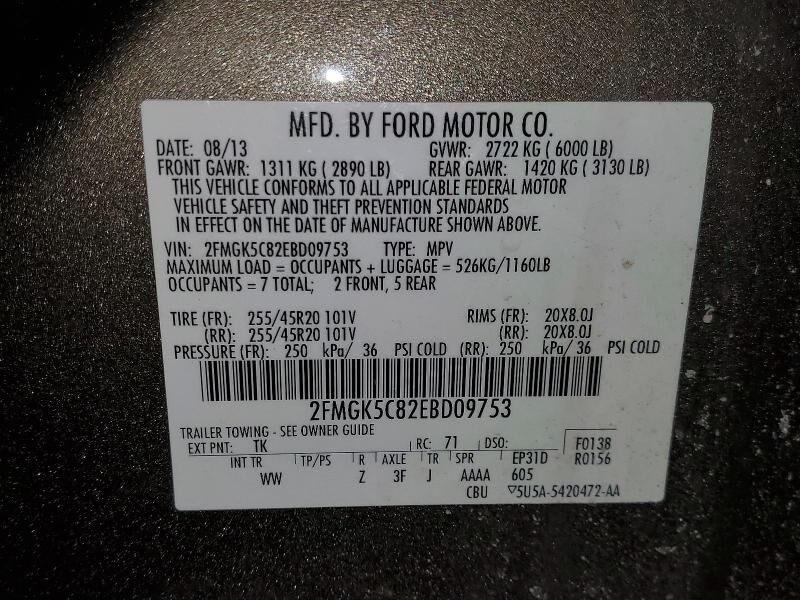 MFD. BY FORD MOTOR CO.
DATE: 08/13 GVWR: 2722 KG ( 6000 LB)
FRONT GAWR: 1311 KG ( 2890 LB) REAR GAWR: 1420 KG ( 3130 LB)
THIS VEHICLE CONFORMS TO ALL APPLICABLE FEDERAL MOTOR
VEHICLE SAFETY AND THEFT PREVENTION STANDARDS
IN EFFECT ON THE DATE OF MANUFACTURE SHOWN ABOVE.
VIN: 2FMGK5C82EBD09753 TYPE: MPV
MAXIMUM LOAD = OCCUPANTS + LUGGAGE = 526KG/1160LB
OCCUPANTS = 7 TOTAL; 2 FRONT, 5 REAR
TIRE (FR): 255/45R20 101V RIMS (FR): 20X8.0J
(RR): 255/45R20 101V (RR): 20X8.0J
PRESSURE (FR): 250 kPa/ 36 PSI COLD (RR): 250 kPa/ 36 PSI COLD
2FMGK5C82EBD09753
TRAILER TOWING - SEE OWNER GUIDE
EXT PNT: TK RC: 71 DSO: F0138
INT TR TP/PS R AXLE TR SPR EP31D R0156
WW Z 3F J AAAA 605
CBU ▽5U5A-5420472-AA